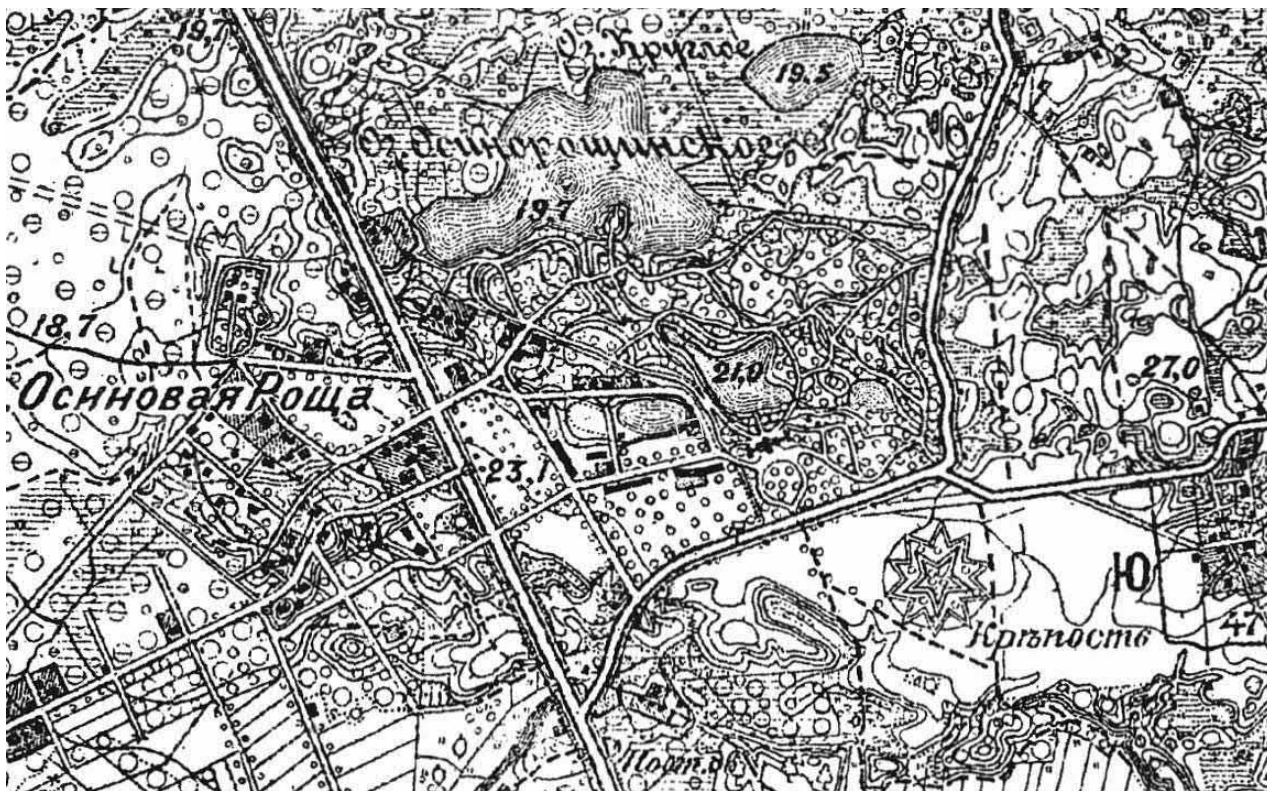 19,7
Оз. Круглое
19,5
Оз. Осинорощинское
19,7
18,7
Осиновая Роща
21,0
27,0
23,1
Ю
Крѣпость
47